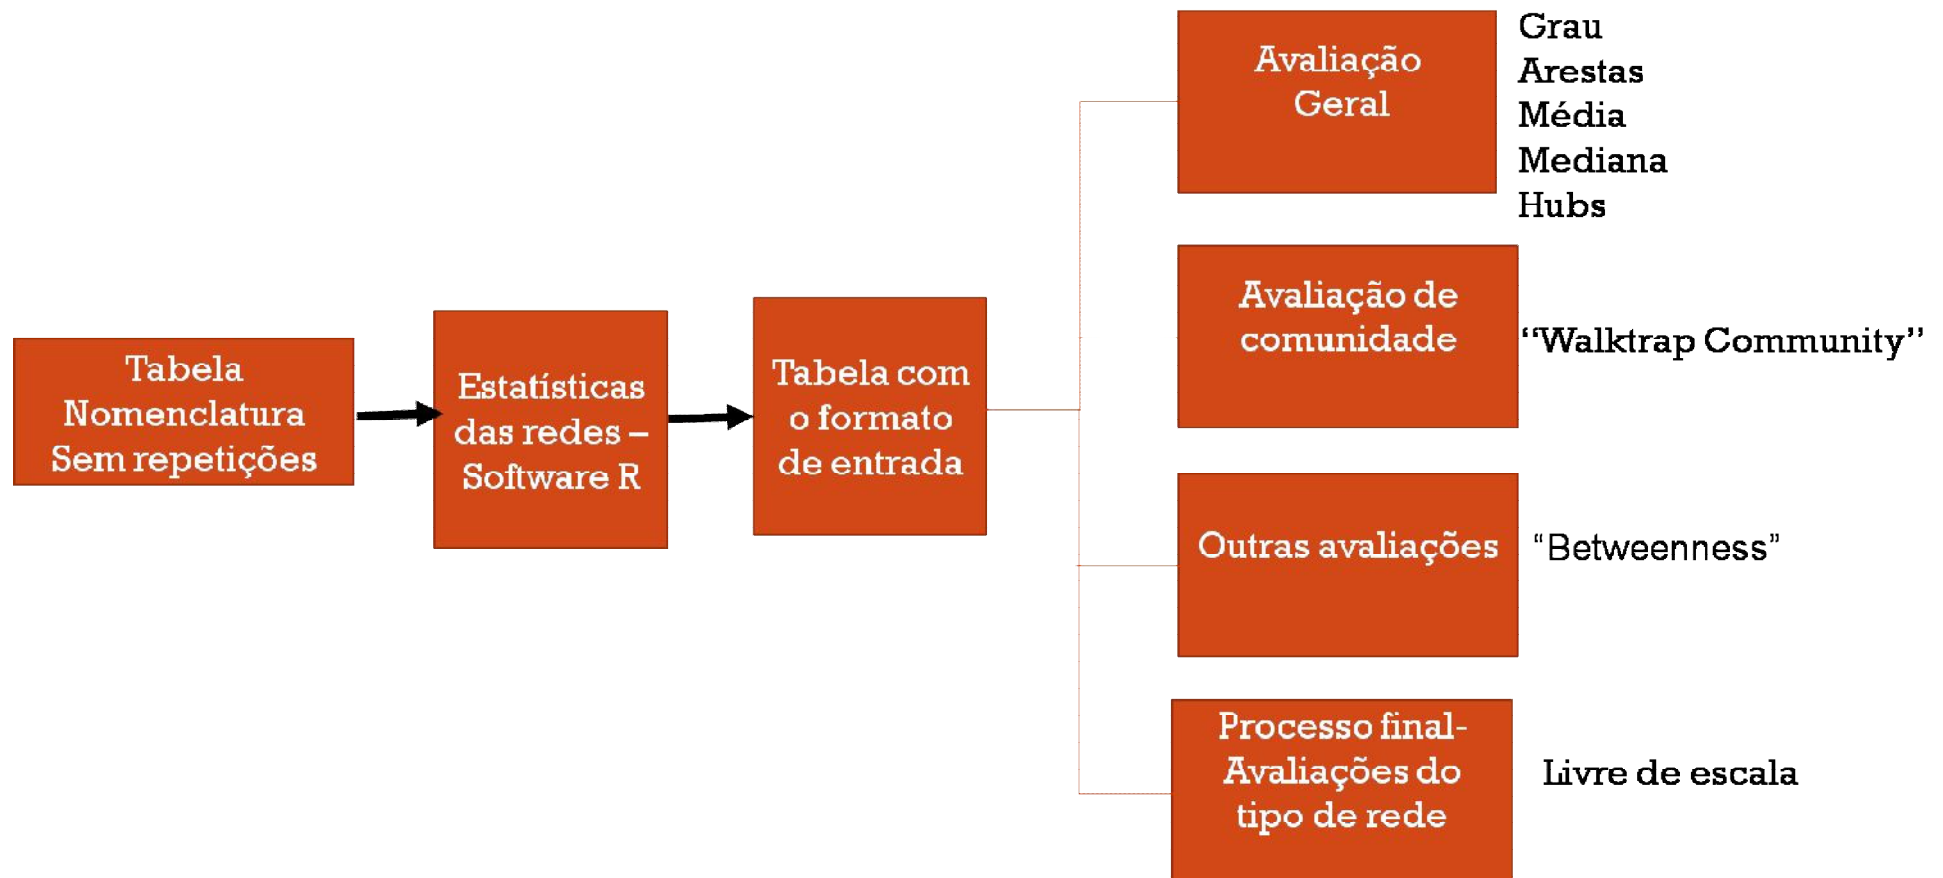 Tabela
Nomenclatura
Sem repetições
Estatísticas
das redes –
Software R
Tabela com
o formato
de entrada
Avaliação
Geral
Grau
Arestas
Média
Mediana
Hubs
Avaliação de
comunidade
“Walktrap Community”
Outras avaliações
“Betweenness”
Processo final-
Avaliações do
tipo de rede
Livre de escala